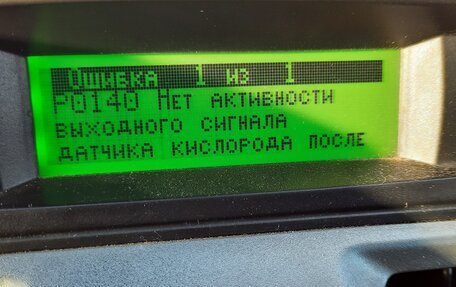 Ошибка 1 из 1
P0140 Нет активности
выходного сигнала
датчика кислорода после